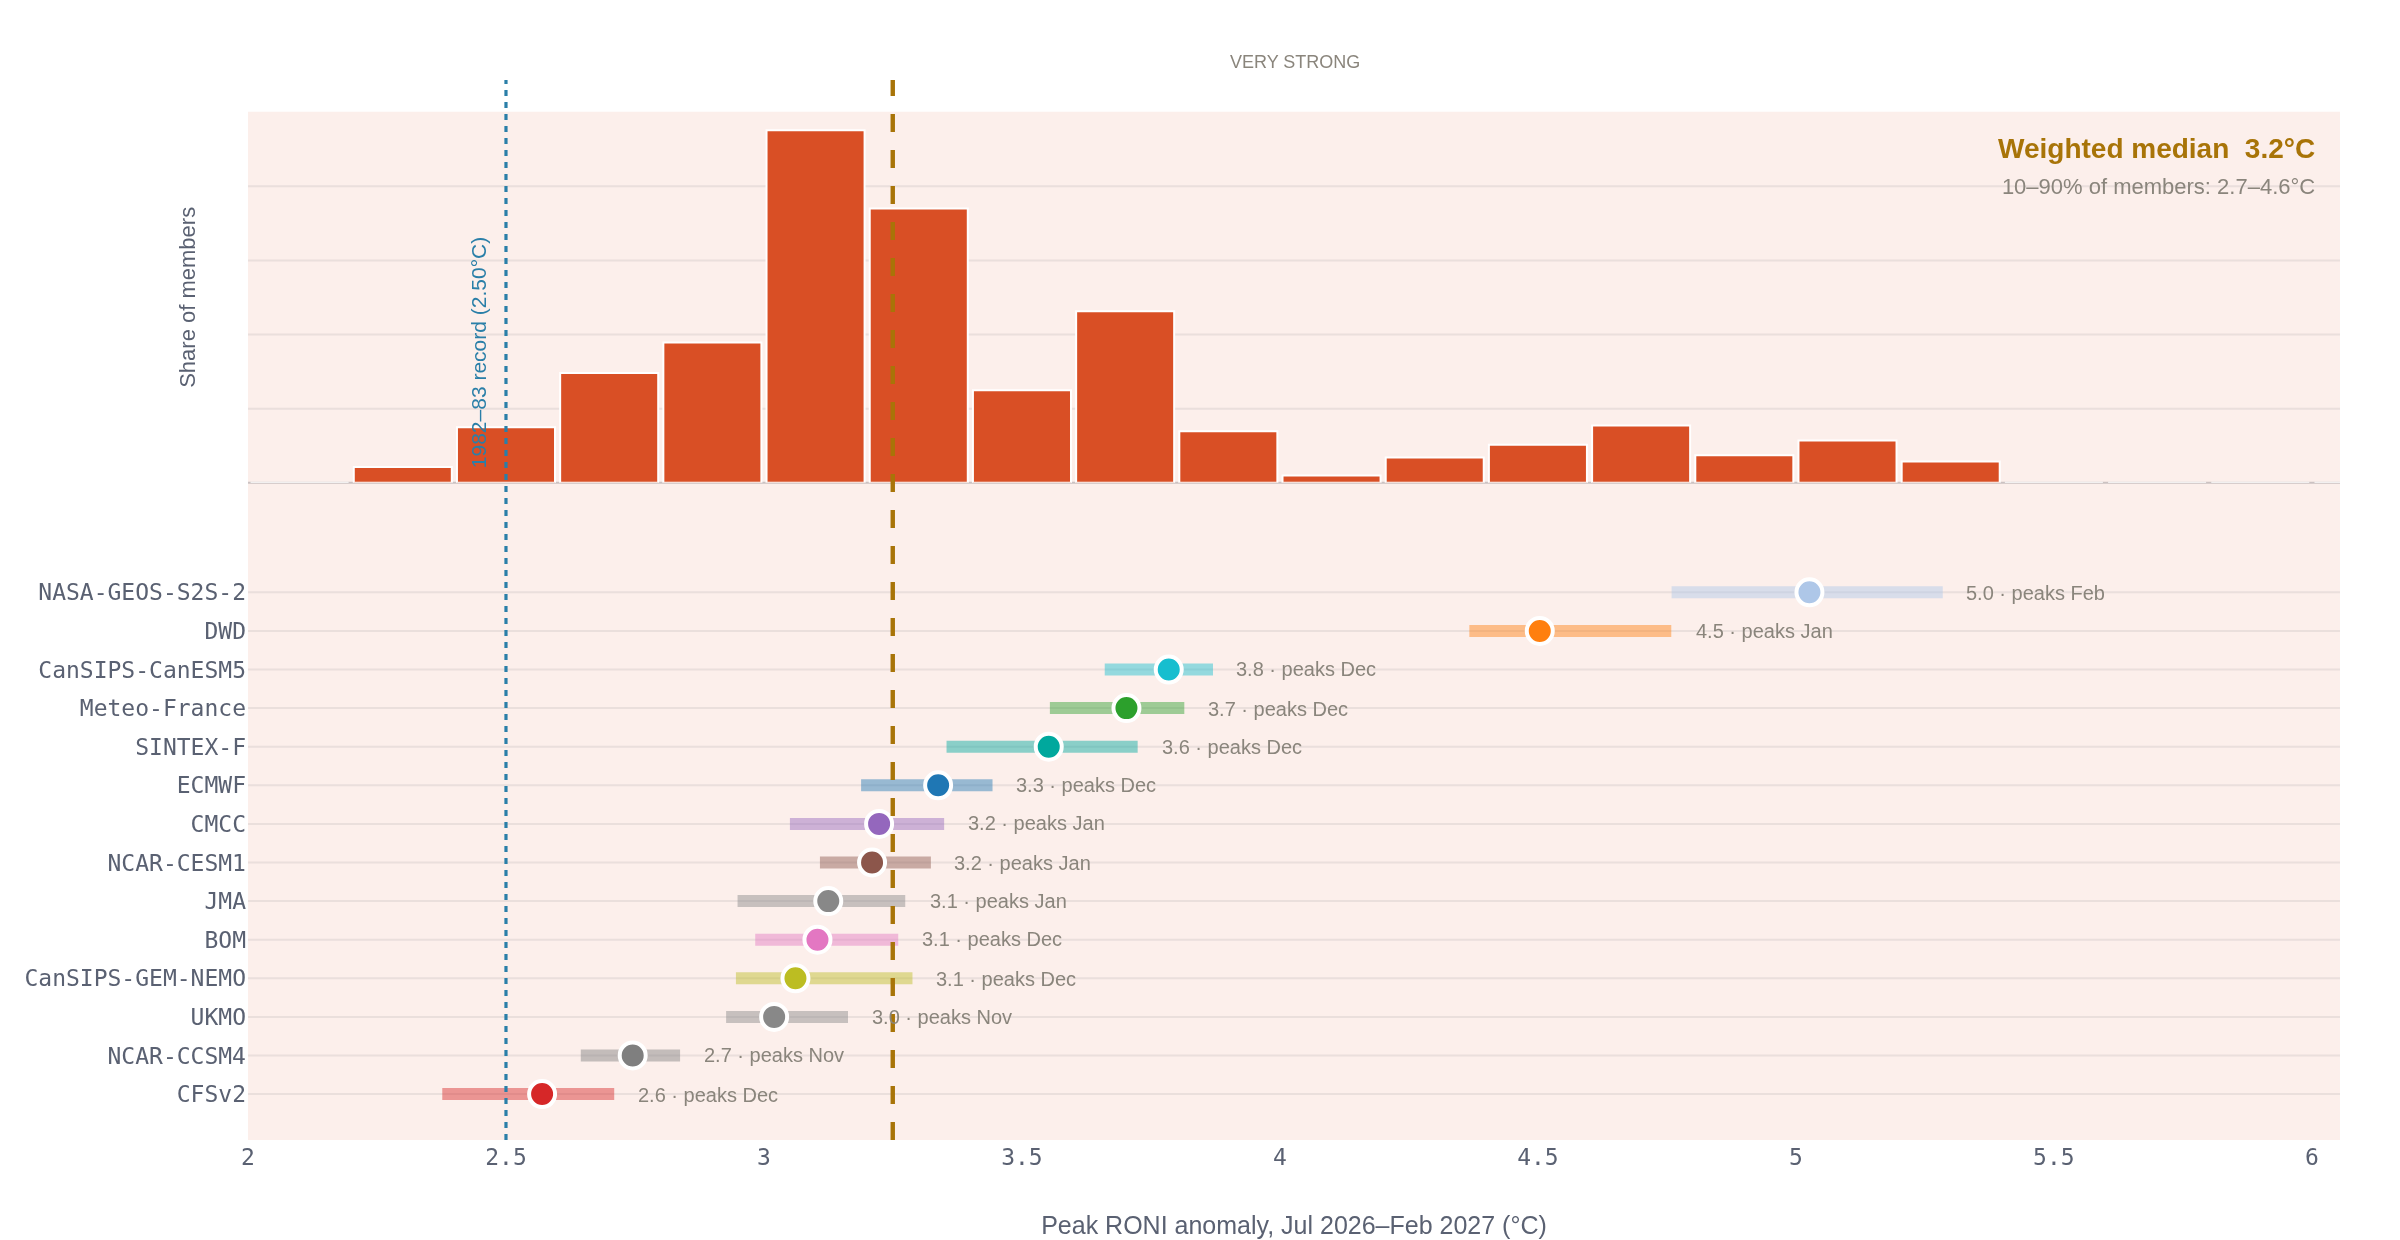 VERY STRONG
Weighted median 3.2°C
10–90% of members: 2.7–4.6°C
Share of members
1982–83 record (2.50°C)
NASA-GEOS-S2S-2 5.0 · peaks Feb
DWD 4.5 · peaks Jan
CanSIPS-CanESM5 3.8 · peaks Dec
Meteo-France 3.7 · peaks Dec
SINTEX-F 3.6 · peaks Dec
ECMWF 3.3 · peaks Dec
CMCC 3.2 · peaks Jan
NCAR-CESM1 3.2 · peaks Jan
JMA 3.1 · peaks Jan
BOM 3.1 · peaks Dec
CanSIPS-GEM-NEMO 3.1 · peaks Dec
UKMO 3.0 · peaks Nov
NCAR-CCSM4 2.7 · peaks Nov
CFSv2 2.6 · peaks Dec
2 2.5 3 3.5 4 4.5 5 5.5 6
Peak RONI anomaly, Jul 2026–Feb 2027 (°C)